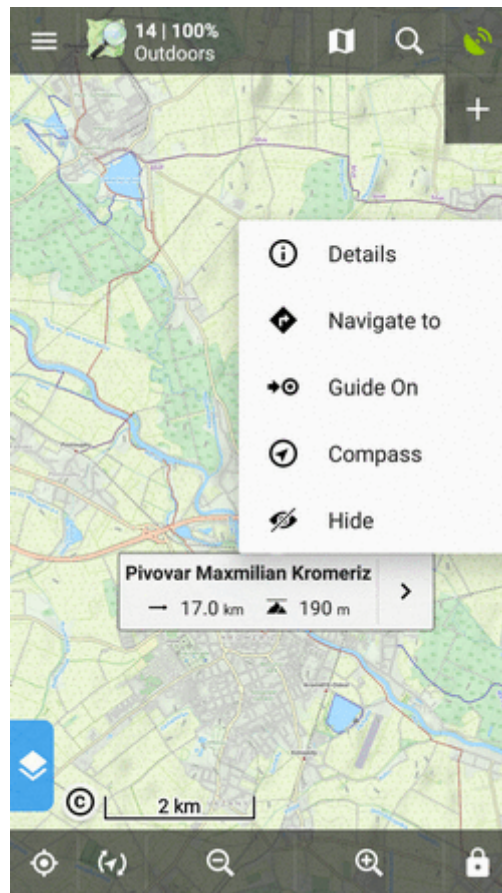 14 | 100%
Outdoors
Details
Navigate to
Guide On
Compass
Hide
Pivovar Maxmilian Kromeriz
17.0 km 190 m
©
2 km